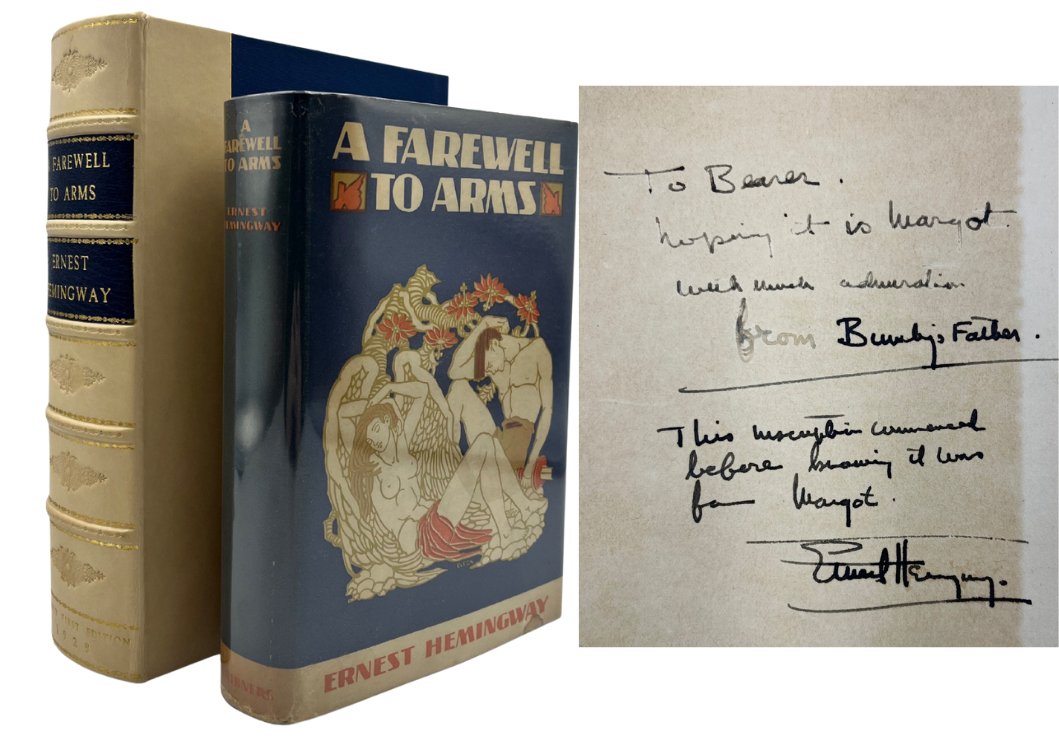 FAREWELL
TO ARMS
ERNEST
HEMINGWAY
FIRST EDITION
A
FAREWELL
TO ARMS
ERNEST
HEMINGWAY
SCRIBNERS
A FAREWELL
TO ARMS
ERNEST HEMINGWAY
To Bearer.
hoping it is Margot.
with much admiration
from Bumby's Father.
This inscription commenced
before knowing it was
for Margot.
Ernest Hemingway.